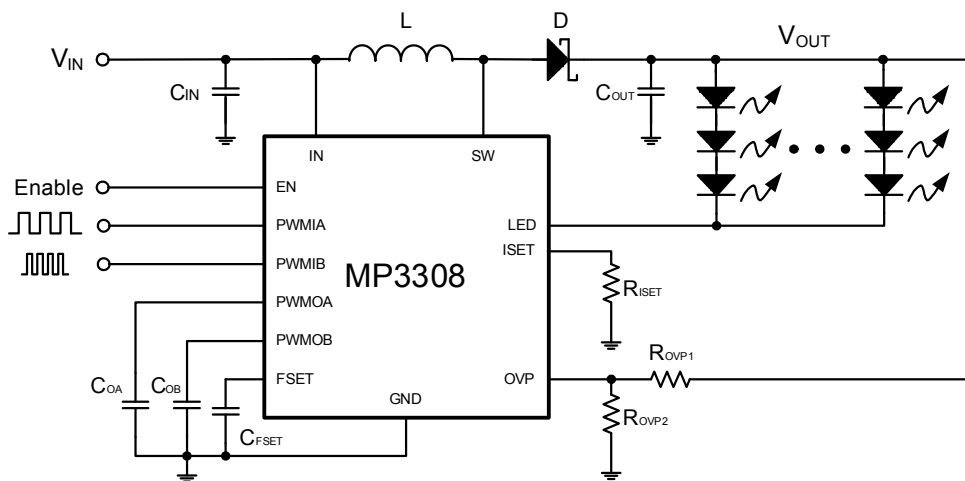 L
D
VIN
VOUT
CIN
COUT
IN
SW
Enable
EN
PWMIA
LED
ISET
PWMIB
MP3308
RISET
PWMOA
PWMOB
ROVP1
COA
COB
FSET
OVP
GND
ROVP2
CFSET